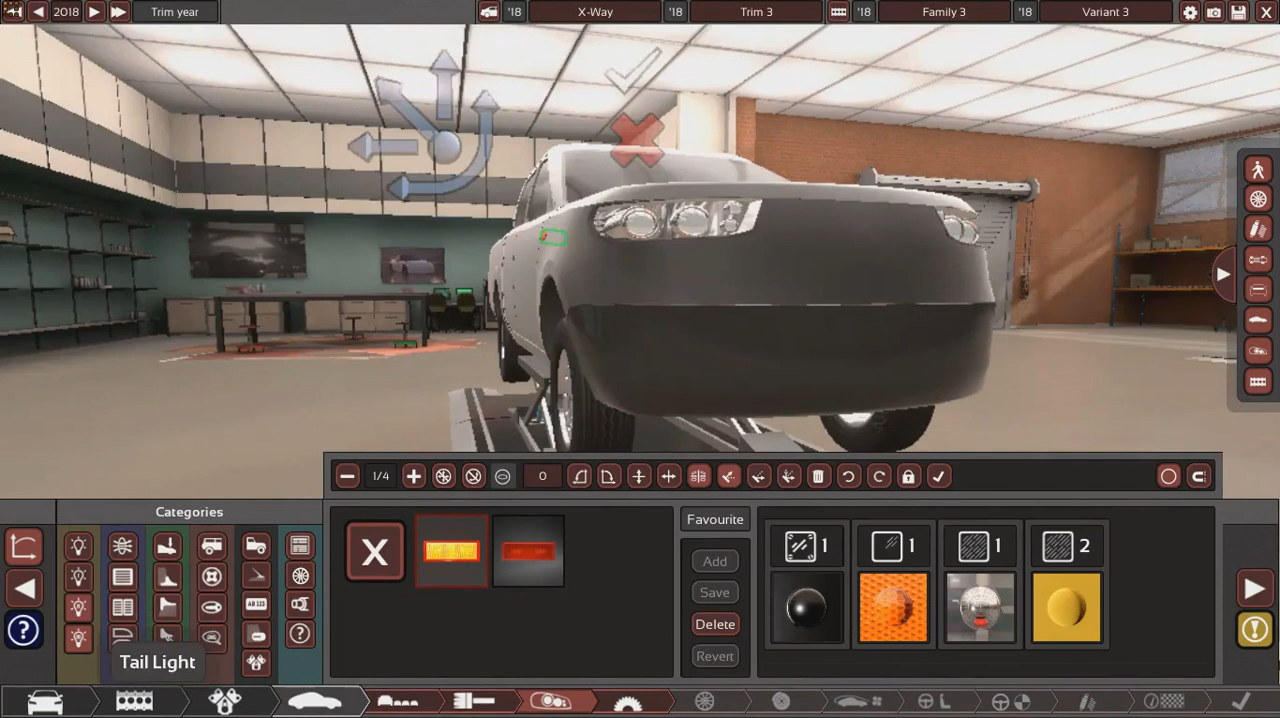 2018 Trim year '18 X-Way '18 Trim 3 '18 Family 3 '18 Variant 3
1/4 0
Categories
Favourite
Add
Save
Delete
Revert
X
1 1 1 2
AB 123
Tail Light